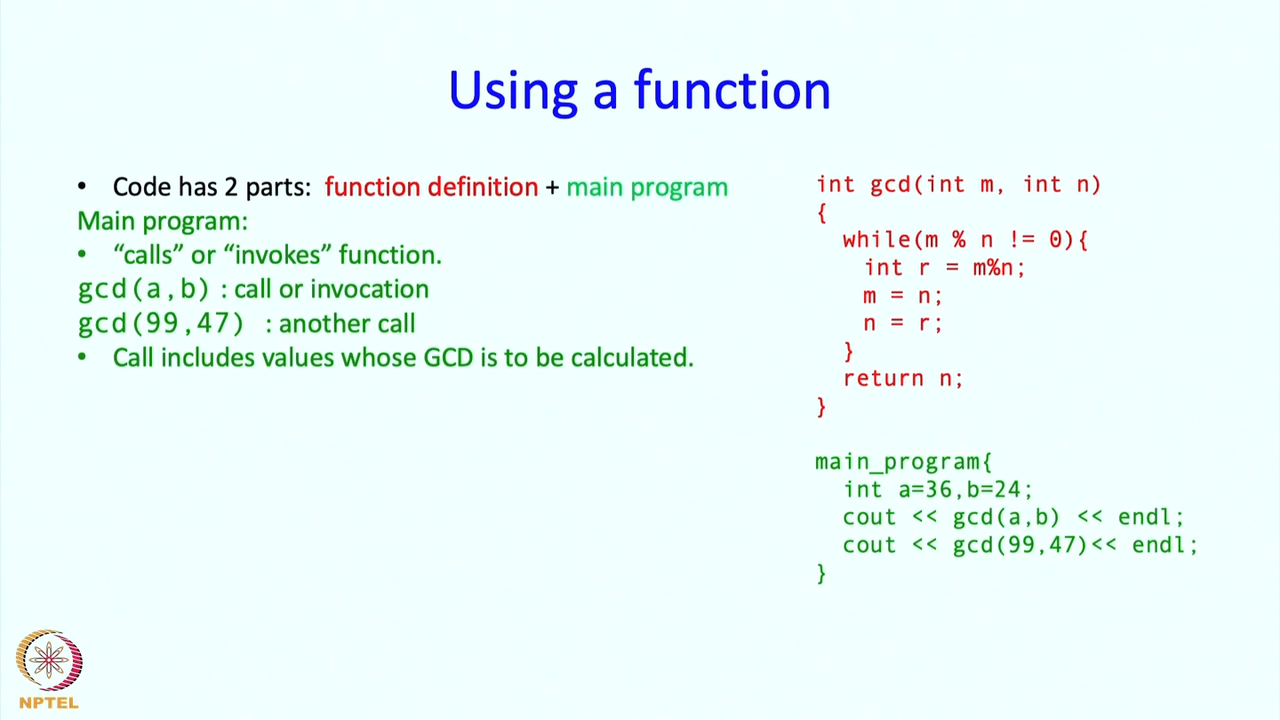 Using a function
• Code has 2 parts: function definition + main program
Main program:
• “calls” or “invokes” function.
gcd(a,b) : call or invocation
gcd(99,47) : another call
• Call includes values whose GCD is to be calculated.
int gcd(int m, int n)
{
while(m % n != 0){
int r = m%n;
m = n;
n = r;
}
return n;
}
main_program{
int a=36,b=24;
cout << gcd(a,b) << endl;
cout << gcd(99,47)<< endl;
}
NPTEL